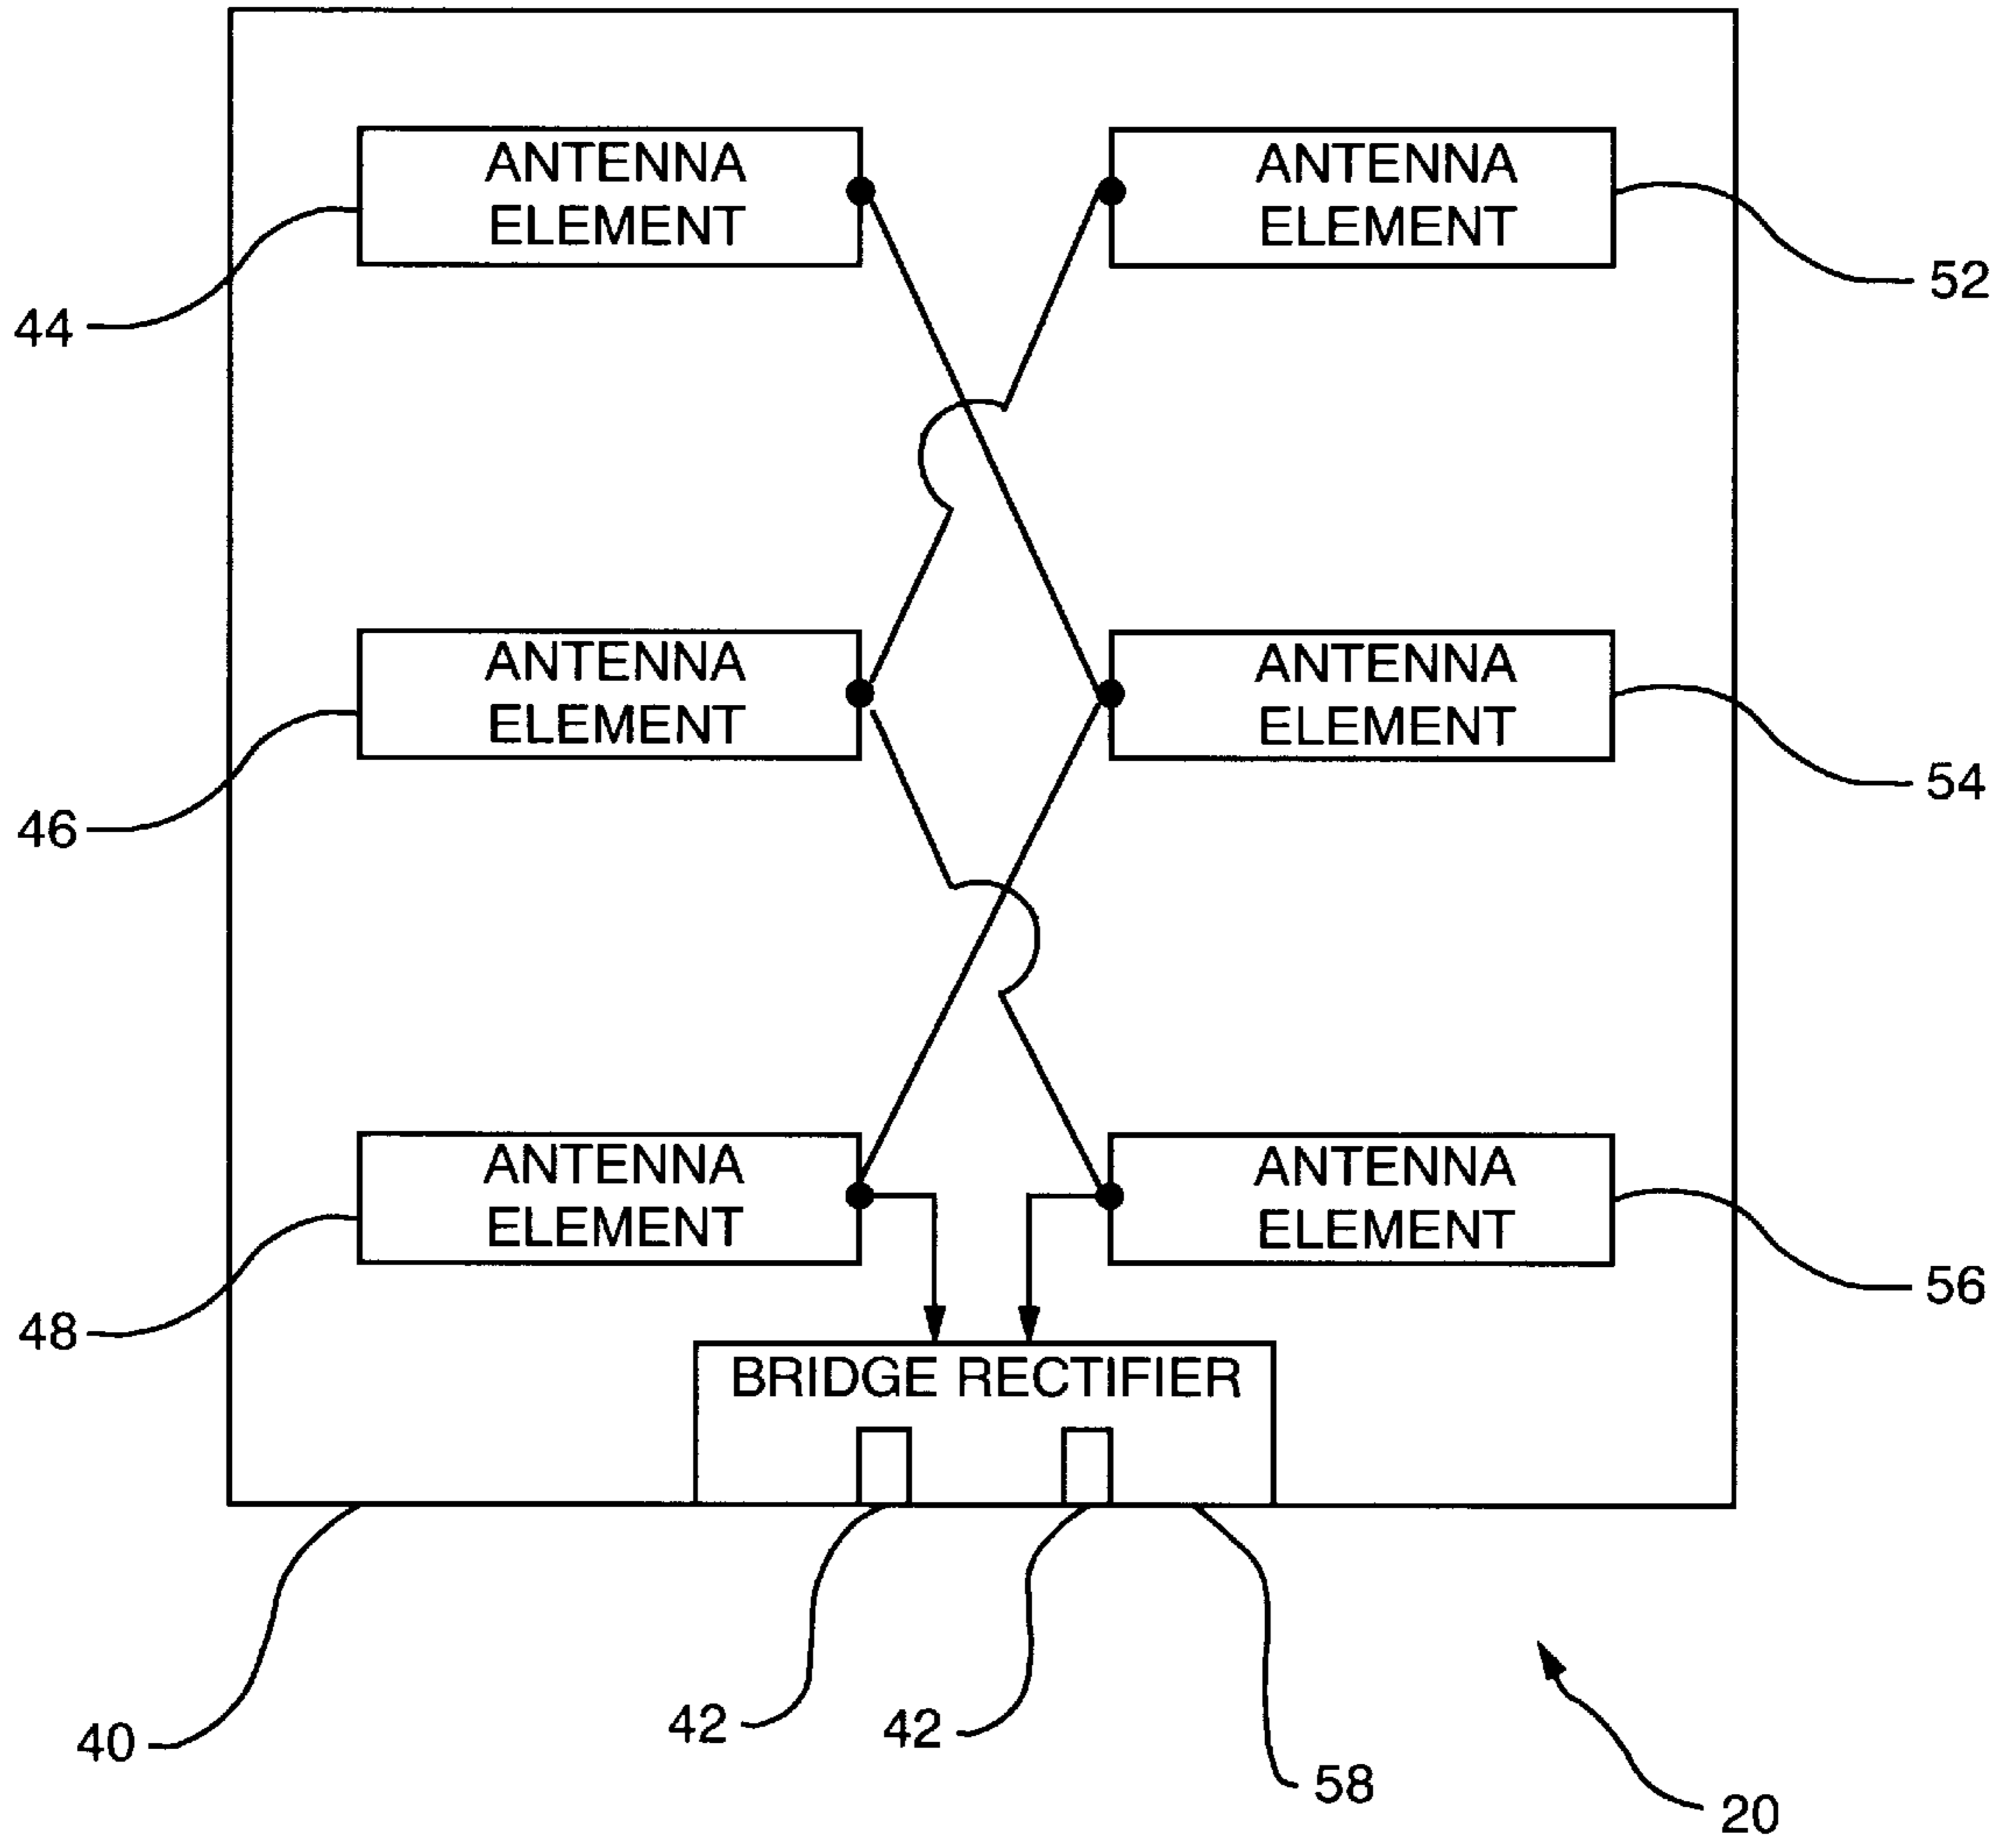 ANTENNA
ELEMENT
ANTENNA
ELEMENT
44
52
ANTENNA
ELEMENT
ANTENNA
ELEMENT
46
54
ANTENNA
ELEMENT
ANTENNA
ELEMENT
48
56
BRIDGE RECTIFIER
40
42
42
58
20